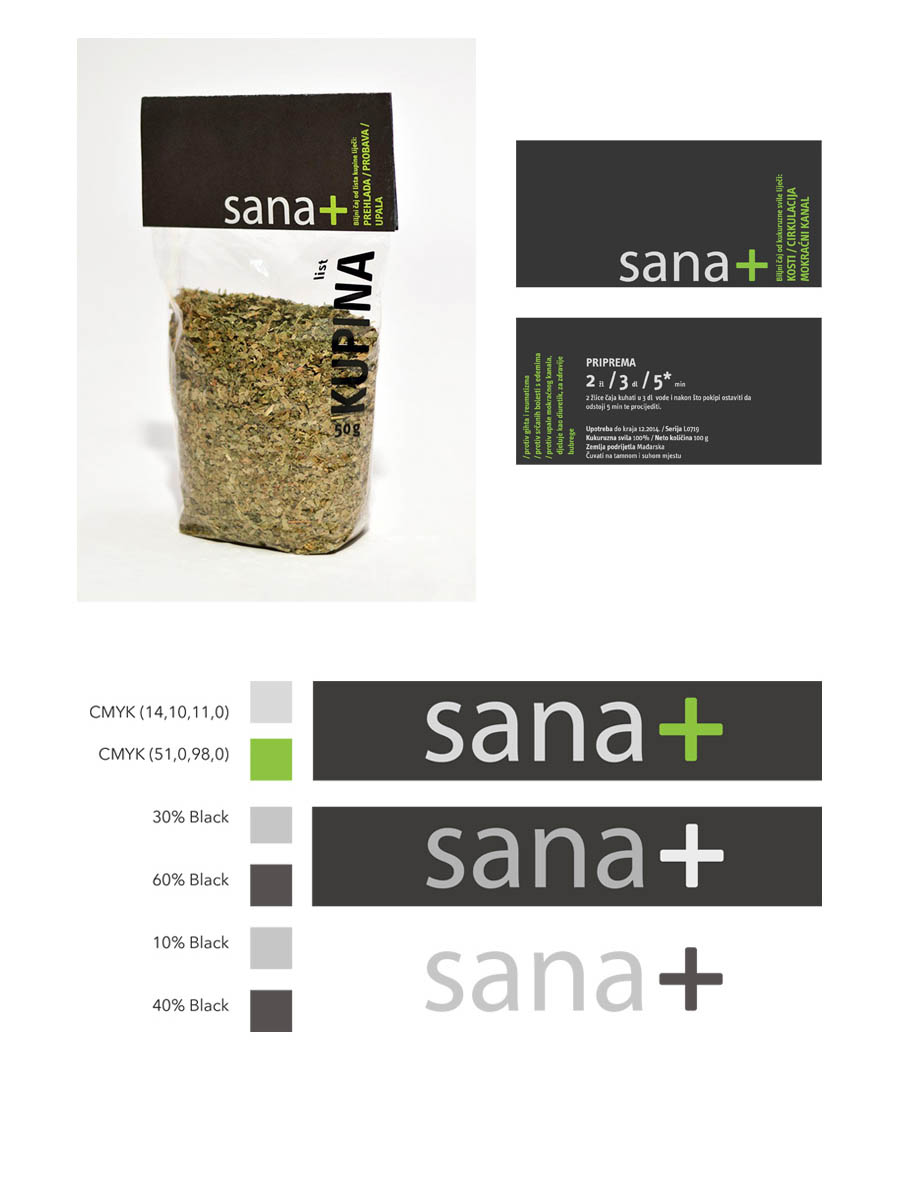 sana+
Biljni čaj od lista kupine liječi:
PREHLADA / PROBAVA /
UPALA
list
KUPINA
50g
sana+
Biljni čaj od kukuruzne svile liječi:
KOSTI / CIRKULACIJA
MOKRAĆNI KANAL
/ protiv gihta i reumatizma
/ protiv srčanih bolesti s edemima
/ protiv upale mokraćnog kanala,
djeluje kao diuretik, za zdravije
bubrege
PRIPREMA
2 žl / 3 dl / 5* min
2 žlice čaja kuhati u 3 dl vode i nakon što pokipi ostaviti da
odstoji 5 min te procijediti.
Upotreba do kraja 12.2014. / Serija L0719
Kukuruzna svila 100% / Neto količina 100 g
Zemlja podrijetla Mađarska
Čuvati na tamnom i suhom mjestu
CMYK (14,10,11,0)
CMYK (51,0,98,0)
sana+
30% Black
60% Black
sana+
10% Black
40% Black
sana+